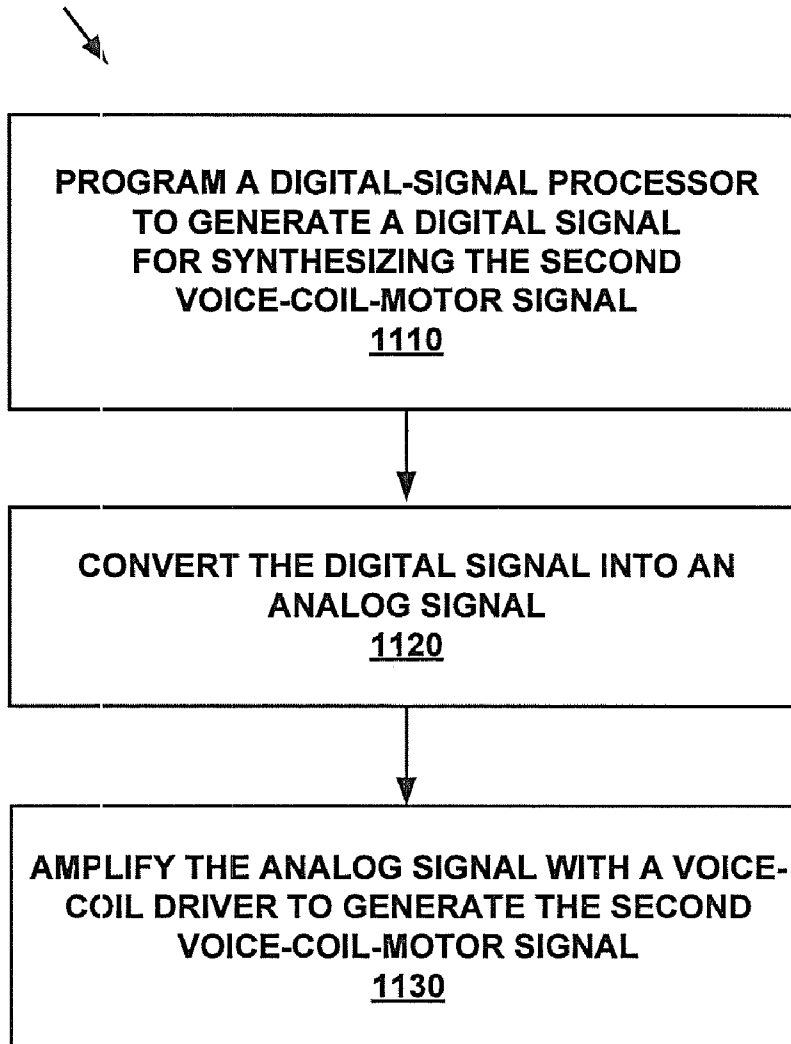 PROGRAM A DIGITAL-SIGNAL PROCESSOR
TO GENERATE A DIGITAL SIGNAL
FOR SYNTHESIZING THE SECOND
VOICE-COIL-MOTOR SIGNAL
1110
CONVERT THE DIGITAL SIGNAL INTO AN
ANALOG SIGNAL
1120
AMPLIFY THE ANALOG SIGNAL WITH A VOICE-
COIL DRIVER TO GENERATE THE SECOND
VOICE-COIL-MOTOR SIGNAL
1130